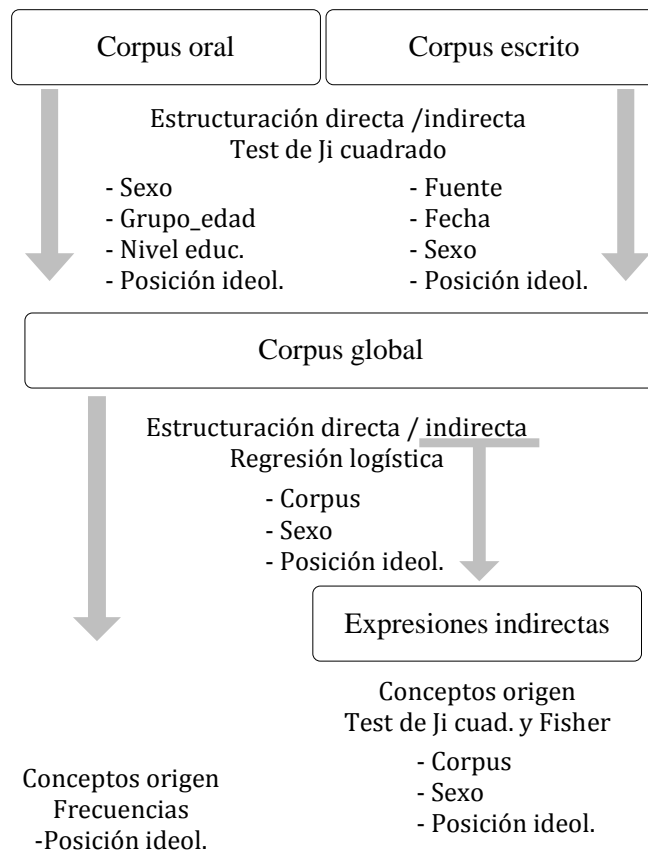 Corpus oral
Corpus escrito
Estructuración directa /indirecta
Test de Ji cuadrado
- Sexo
- Grupo_edad
- Nivel educ.
- Posición ideol.
- Fuente
- Fecha
- Sexo
- Posición ideol.
Corpus global
Estructuración directa / indirecta
Regresión logística
- Corpus
- Sexo
- Posición ideol.
Expresiones indirectas
Conceptos origen
Test de Ji cuad. y Fisher
- Corpus
- Sexo
- Posición ideol.
Conceptos origen
Frecuencias
-Posición ideol.